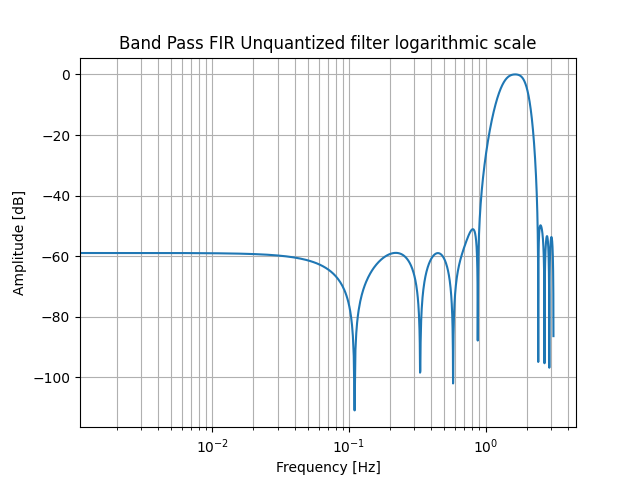 Band Pass FIR Unquantized filter logarithmic scale
Amplitude [dB]
0
−20
−40
−60
−80
−100
10⁻² 10⁻¹ 10⁰
Frequency [Hz]